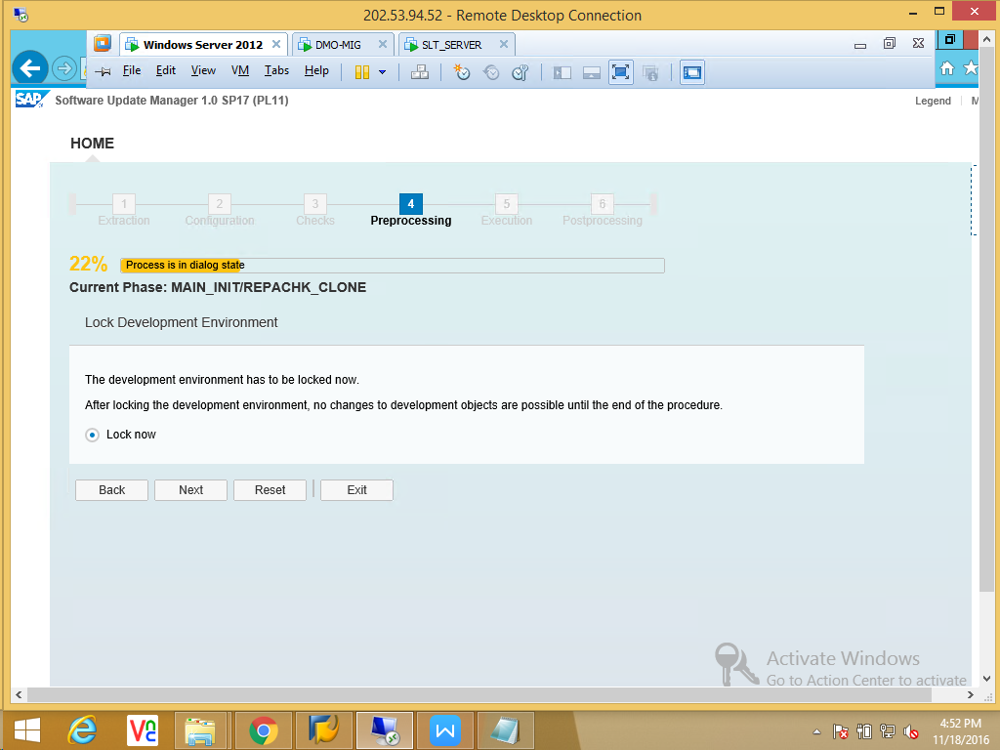 202.53.94.52 - Remote Desktop Connection
Windows Server 2012
DMO-MIG
SLT_SERVER
File Edit View VM Tabs Help
SAP Software Update Manager 1.0 SP17 (PL11)
Legend
M
HOME
1 2 3 4 5 6
Extraction Configuration Checks Preprocessing Execution Postprocessing
22% Process is in dialog state
Current Phase: MAIN_INIT/REPACHK_CLONE
Lock Development Environment
The development environment has to be locked now.
After locking the development environment, no changes to development objects are possible until the end of the procedure.
Lock now
Back Next Reset Exit
Activate Windows
Go to Action Center to activate
4:52 PM
11/18/2016